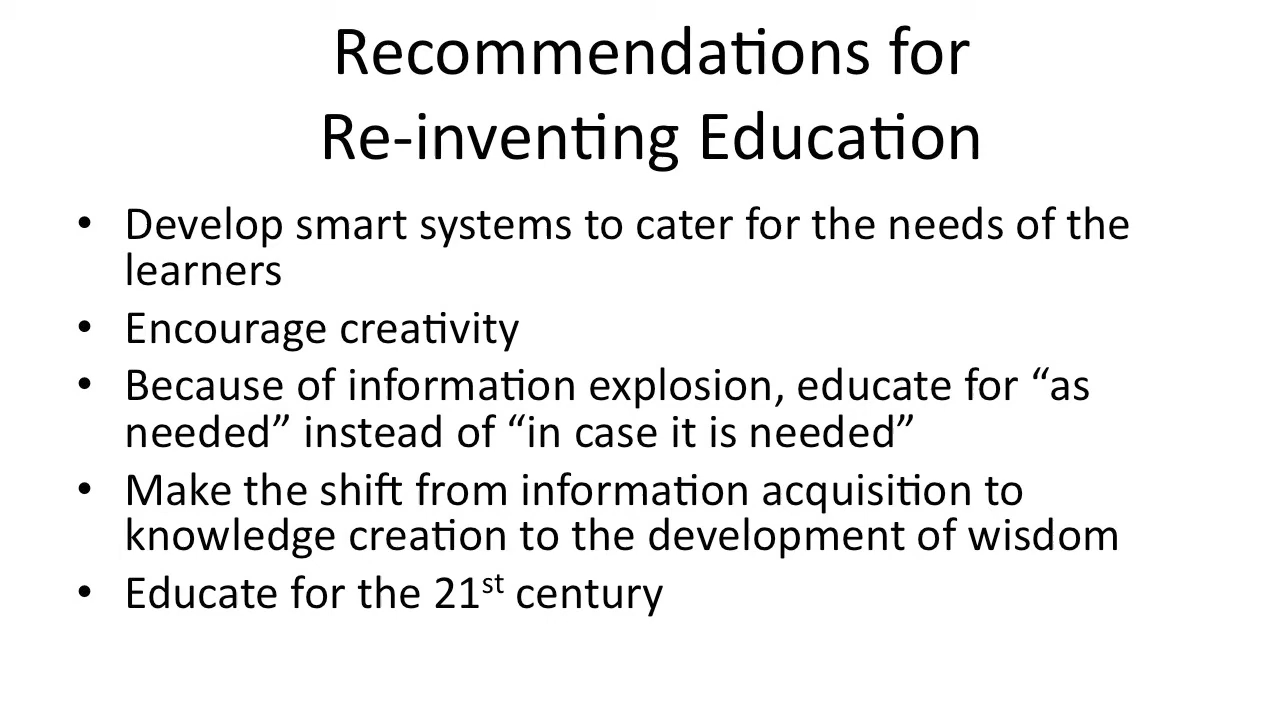 Recommendations for
Re-inventing Education
• Develop smart systems to cater for the needs of the
learners
• Encourage creativity
• Because of information explosion, educate for “as
needed” instead of “in case it is needed”
• Make the shift from information acquisition to
knowledge creation to the development of wisdom
• Educate for the 21st century